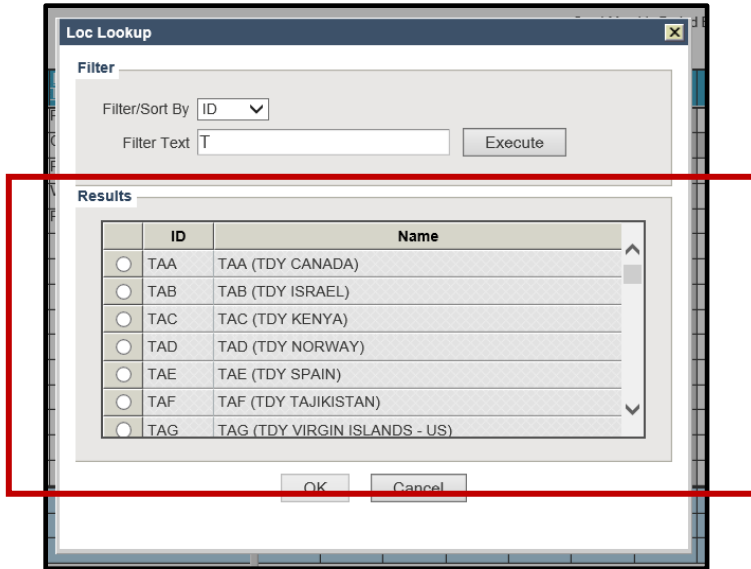 Loc Lookup
Filter
Filter/Sort By ID
Filter Text T Execute
Results
ID Name
TAA TAA (TDY CANADA)
TAB TAB (TDY ISRAEL)
TAC TAC (TDY KENYA)
TAD TAD (TDY NORWAY)
TAE TAE (TDY SPAIN)
TAF TAF (TDY TAJIKISTAN)
TAG TAG (TDY VIRGIN ISLANDS - US)
OK Cancel